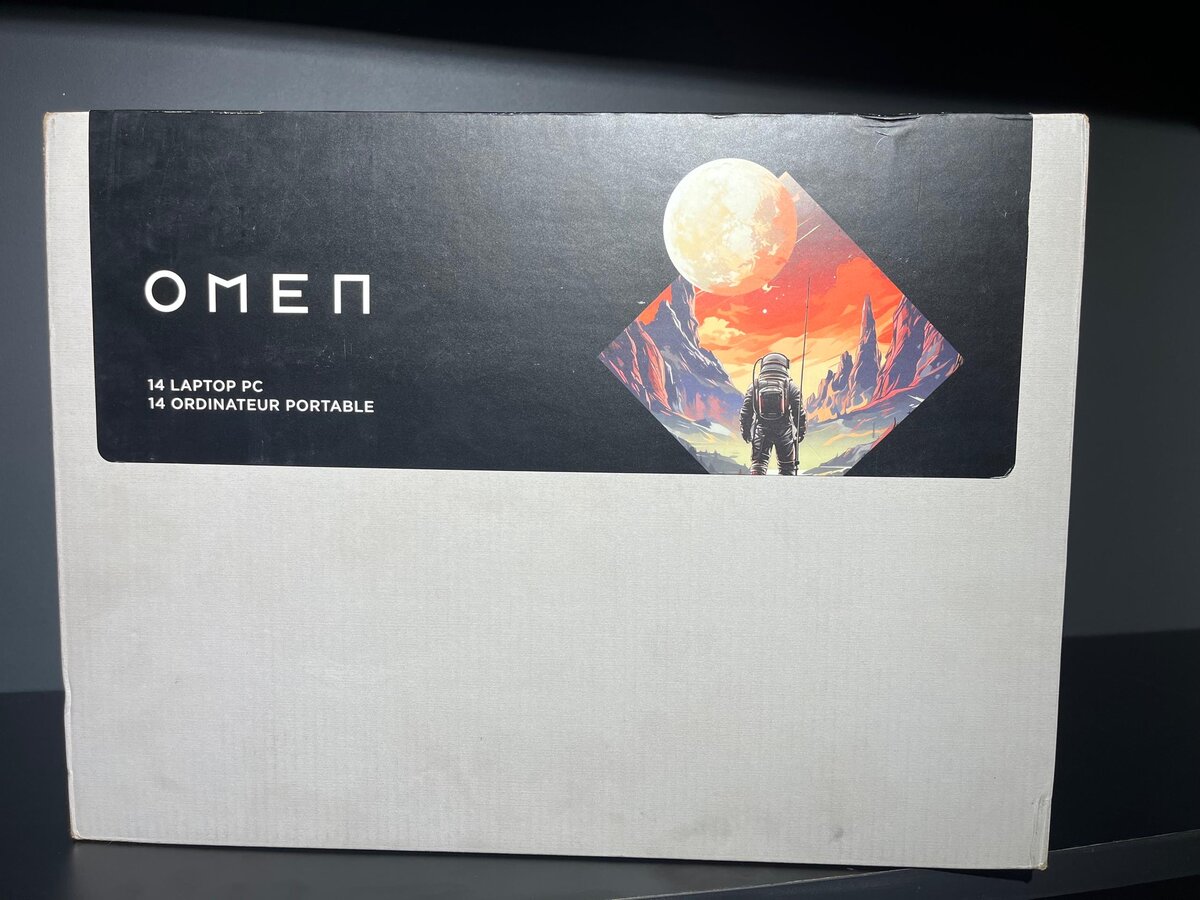 OMEN
14 LAPTOP PC
14 ORDINATEUR PORTABLE